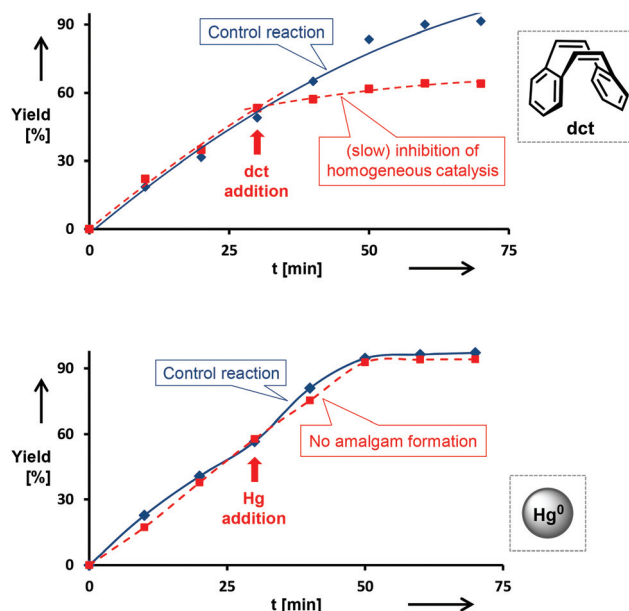 90
Control reaction
Yield
[%]
60
(slow) inhibition of
homogeneous catalysis
30
dct
addition
0
0
25
50
75
t [min]
dct
90
Control reaction
Yield
[%]
60
No amalgam formation
30
Hg
addition
0
0
25
50
75
t [min]
Hg⁰